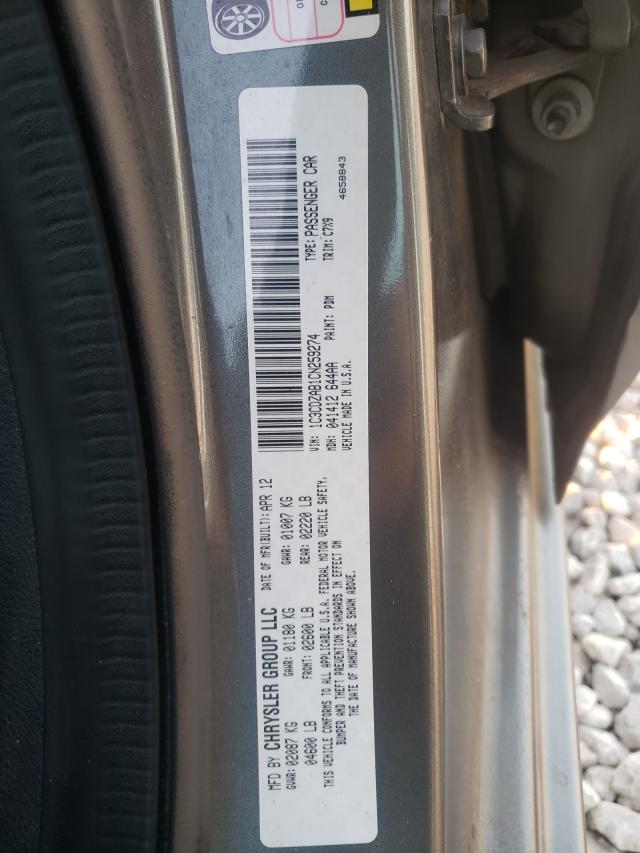 MFD BY CHRYSLER GROUP LLC DATE OF MFR(BUILT):APR 12
GVWR: 02087 KG GAWR: 01180 KG GAWR: 01007 KG
04600 LB FRONT: 02600 LB REAR: 02220 LB
THIS VEHICLE CONFORMS TO ALL APPLICABLE U.S.A. FEDERAL MOTOR VEHICLE SAFETY,
BUMPER AND THEFT PREVENTION STANDARDS IN EFFECT ON
THE DATE OF MANUFACTURE SHOWN ABOVE.
VIN: 1C3CDZAB1CN259274 TYPE: PASSENGER CAR
MDH: 041412 644AA PAINT: PDM TRIM: C7X9
VEHICLE MADE IN U.S.A. 4658843